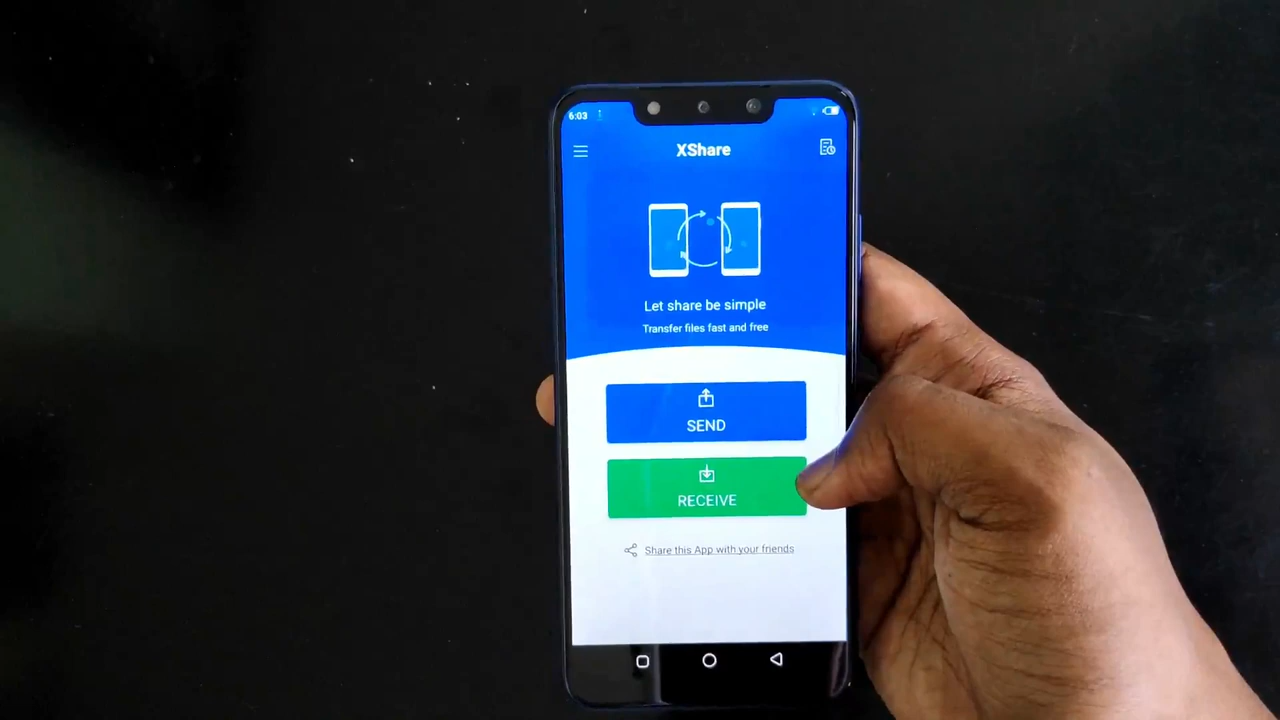 6:03
XShare
Let share be simple
Transfer files fast and free
SEND
RECEIVE
Share this App with your friends